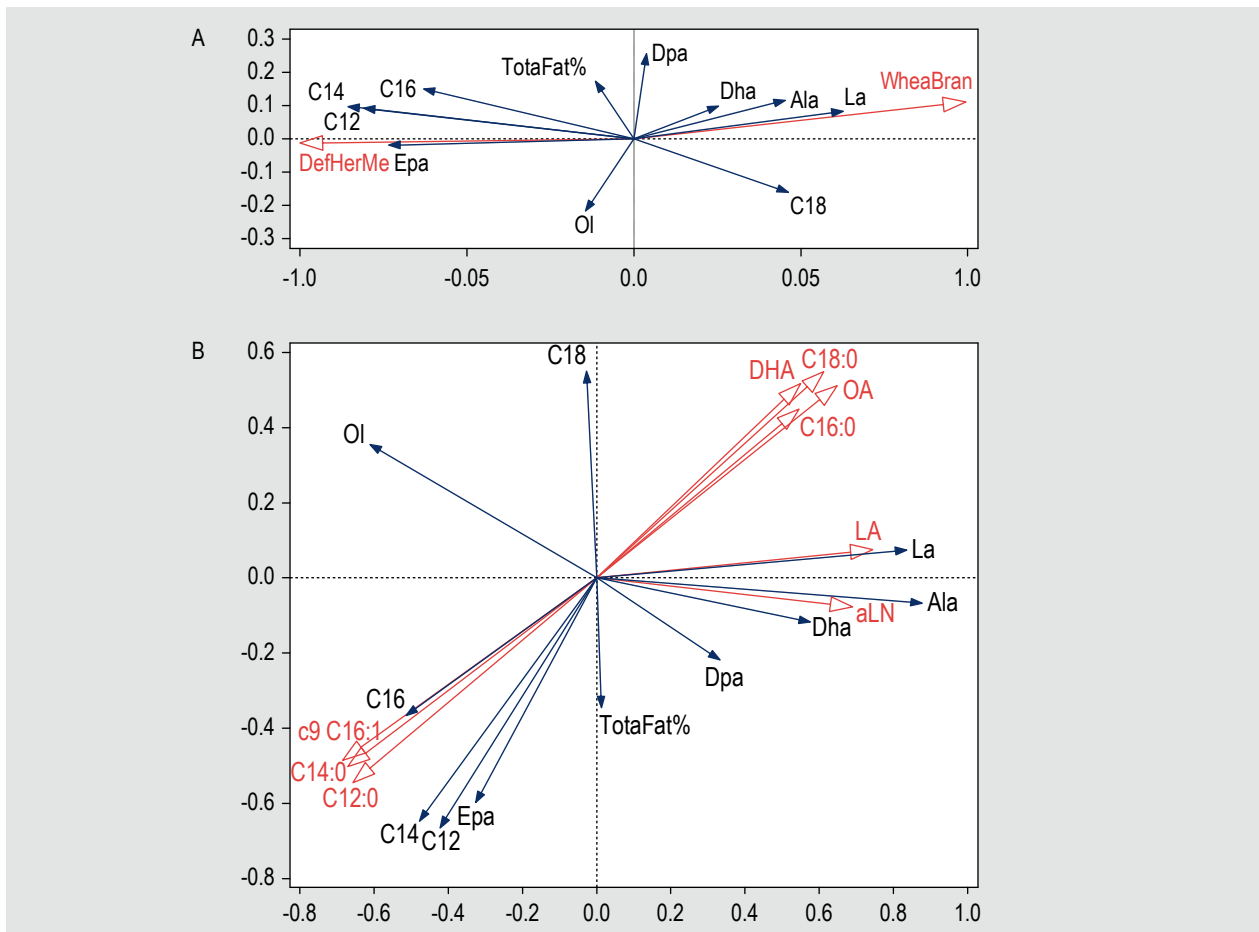 A
0.3
0.2
0.1
0.0
-0.1
-0.2
-0.3
C14
C16
C12
DefHerMe
Epa
TotaFat%
Dpa
Dha
Ala
La
WheaBran
Ol
C18
-1.0
-0.05
0.0
0.05
1.0
B
0.6
0.4
0.2
0.0
-0.2
-0.4
-0.6
-0.8
C18
Ol
DHA
C18:0
OA
C16:0
LA
La
Ala
aLN
Dha
Dpa
TotaFat%
C16
c9 C16:1
C14:0
C12:0
C14
C12
Epa
-0.8
-0.6
-0.4
-0.2
0.0
0.2
0.4
0.6
0.8
1.0